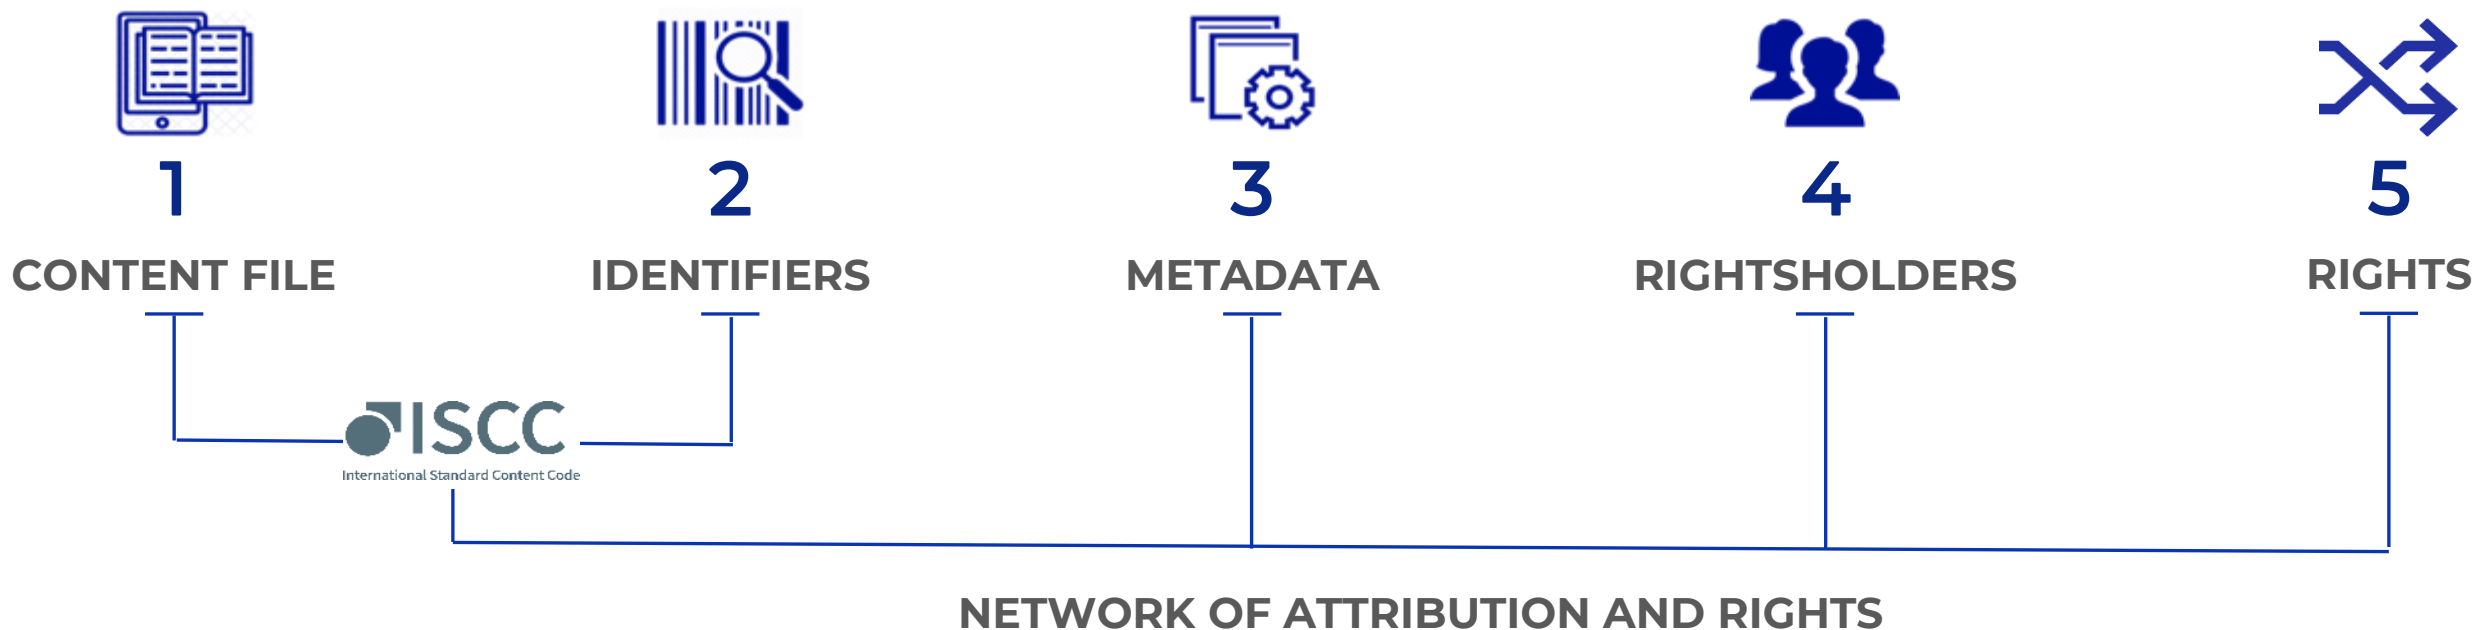 1
2
3
4
5
CONTENT FILE
IDENTIFIERS
METADATA
RIGHTSHOLDERS
RIGHTS
ISCC
International Standard Content Code
NETWORK OF ATTRIBUTION AND RIGHTS